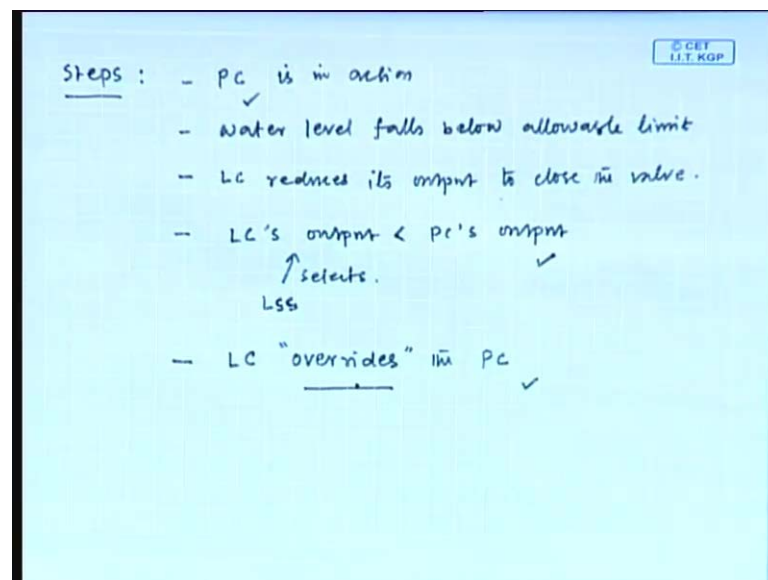 © CET
I.I.T. KGP
Steps : - PC is in action
- water level falls below allowable limit
- LC reduces its output to close the valve.
- LC's output < PC's output
selects.
LSS
- LC "overrides" the PC